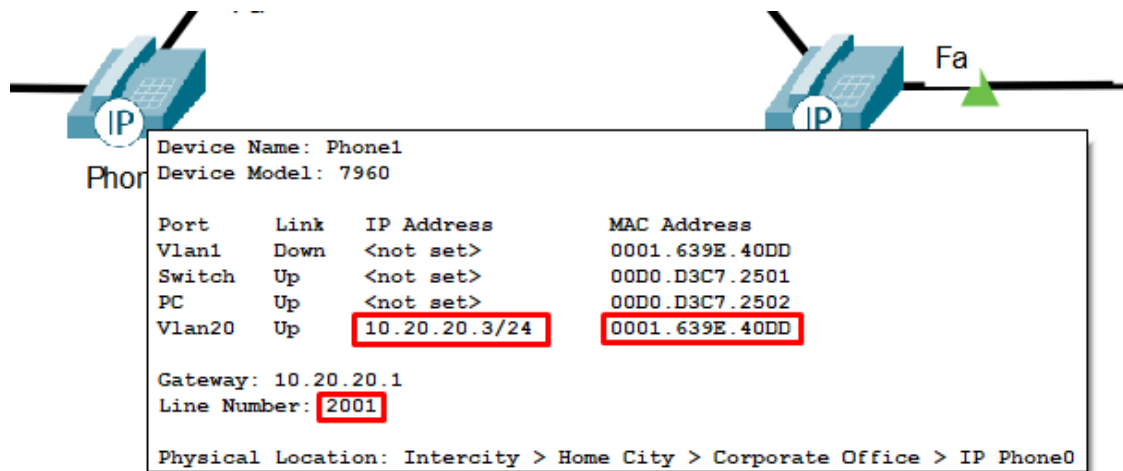 Fa
IP
IP
Device Name: Phone1
Phon
Device Model: 7960
Port Link IP Address MAC Address
Vlan1 Down <not set> 0001.639E.40DD
Switch Up <not set> 00D0.D3C7.2501
PC Up <not set> 00D0.D3C7.2502
Vlan20 Up 10.20.20.3/24 0001.639E.40DD
Gateway: 10.20.20.1
Line Number: 2001
Physical Location: Intercity > Home City > Corporate Office > IP Phone0